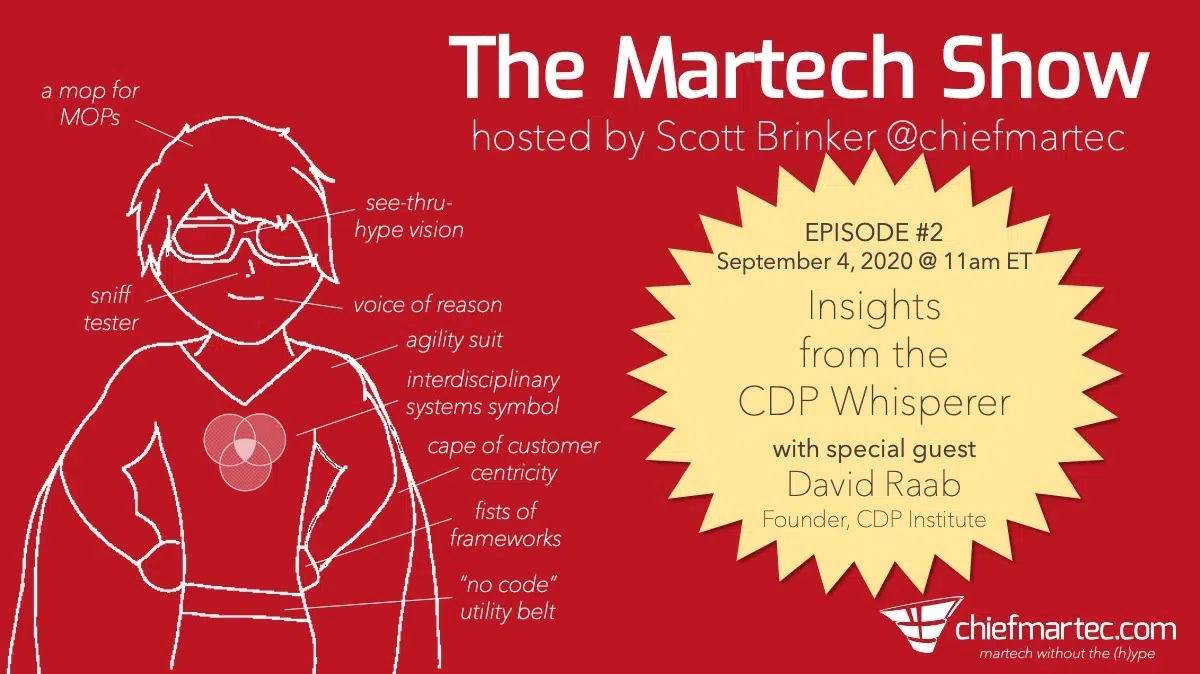 The Martech Show
hosted by Scott Brinker @chiefmartec
a mop for
MOPs
see-thru-
hype vision
sniff
tester
voice of reason
agility suit
interdisciplinary
systems symbol
cape of customer
centricity
fists of
frameworks
“no code”
utility belt
EPISODE #2
September 4, 2020 @ 11am ET
Insights
from the
CDP Whisperer
with special guest
David Raab
Founder, CDP Institute
chiefmartec.com
martech without the (h)ype